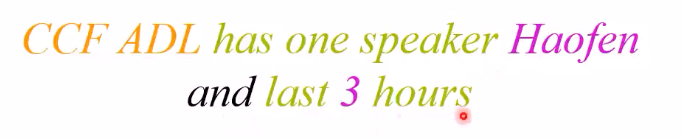 CCF ADL has one speaker Haofen
and last 3 hours